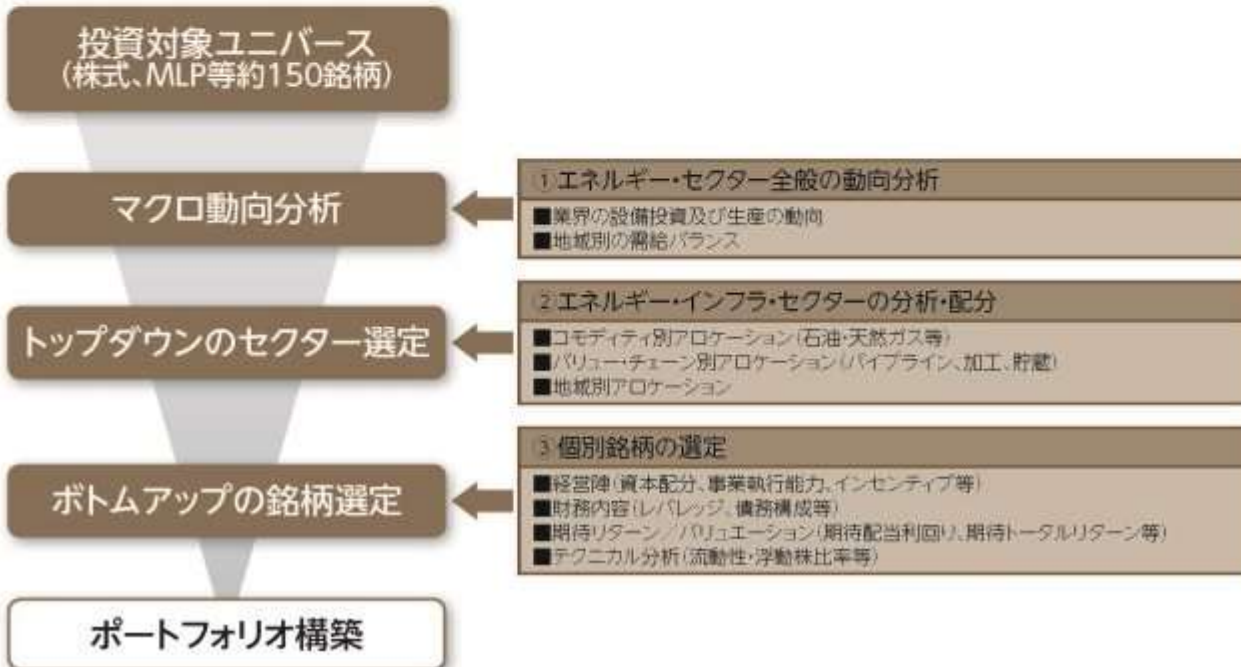 投資対象ユニバース
(株式、MLP等約150銘柄)
マクロ動向分析
①エネルギー・セクター全般の動向分析
■業界の設備投資及び生産の動向
■地域別の需給バランス
トップダウンのセクター選定
②エネルギー・インフラ・セクターの分析・配分
■コモディティ別アロケーション(石油・天然ガス等)
■バリュー・チェーン別アロケーション(パイプライン、加工、貯蔵)
■地域別アロケーション
ボトムアップの銘柄選定
③個別銘柄の選定
■経営陣(資本配分、事業執行能力、インセンティブ等)
■財務内容(レバレッジ、債務構成等)
■期待リターン/バリュエーション(期待配当利回り、期待トータルリターン等)
■テクニカル分析(流動性・浮動株比率等)
ポートフォリオ構築